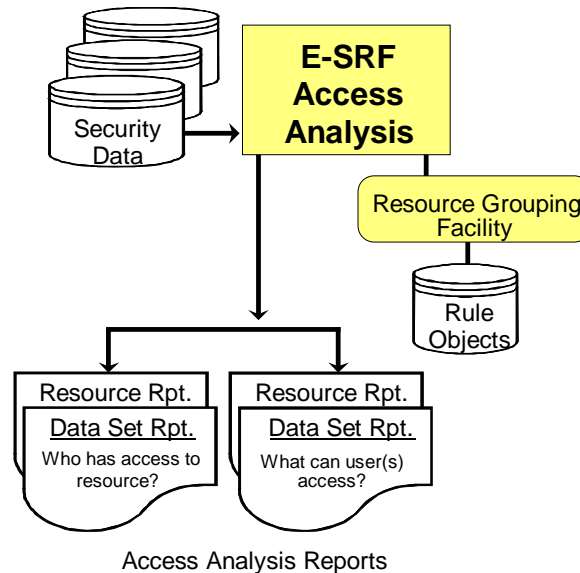 E-SRF
Access
Analysis
Security
Data
Resource Grouping
Facility
Rule
Objects
Resource Rpt.
Data Set Rpt.
Who has access to
resource?
Resource Rpt.
Data Set Rpt.
What can user(s)
access?
Access Analysis Reports